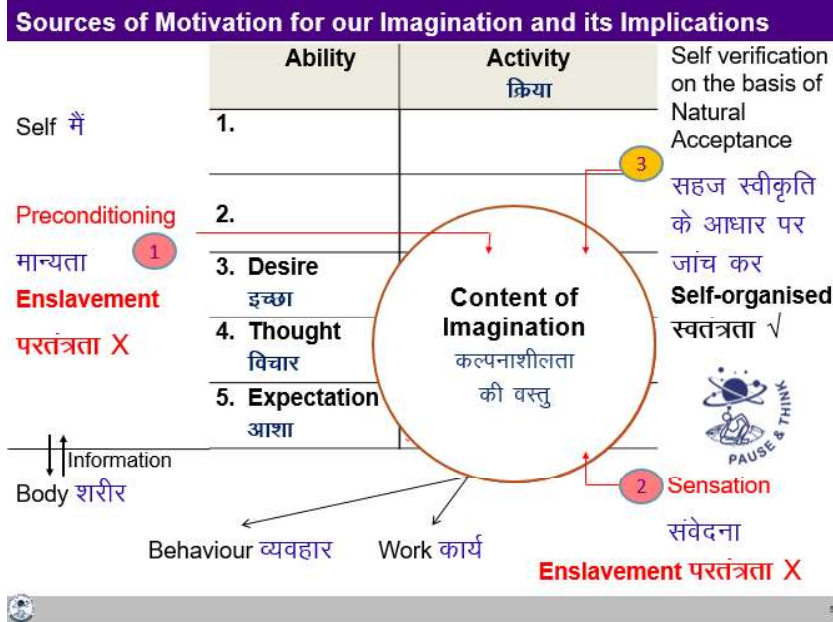 Sources of Motivation for our Imagination and its Implications
Ability
Activity
क्रिया
Self verification
on the basis of
Natural
Acceptance
Self मैं
1.
3
सहज स्वीकृति
के आधार पर
जांच कर
Preconditioning
2.
मान्यता
1
Enslavement
परतंत्रता X
3. Desire
इच्छा
Content of
Imagination
कल्पनाशीलता
की वस्तु
Self-organised
स्वतंत्रता √
4. Thought
विचार
5. Expectation
आशा
PAUSE & THINK
Information
Body शरीर
2
Sensation
संवेदना
Behaviour व्यवहार
Work कार्य
Enslavement परतंत्रता X